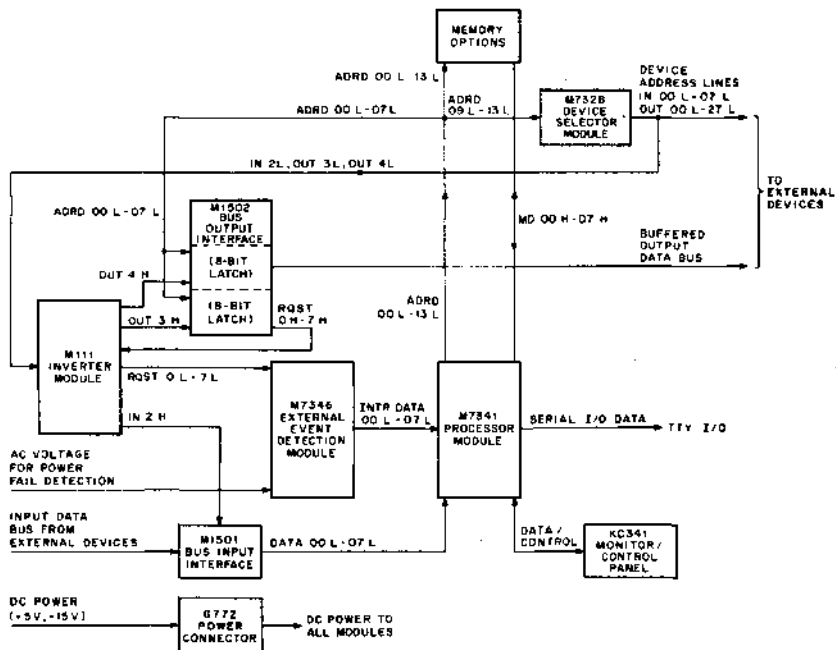 MEMORY
OPTIONS
ADRD 00 L-13 L
DEVICE
ADDRESS LINES
IN 00 L-07 L
OUT 00 L-27 L
ADRD 00 L-07 L
ADRD
09 L-13 L
M7328
DEVICE
SELECTOR
MODULE
IN 2L, OUT 3L, OUT 4L
TO
EXTERNAL
DEVICES
ADRD 00 L-07 L
M1502
BUS
OUTPUT
INTERFACE
(8-BIT
LATCH)
(8-BIT
LATCH)
MD 00 H-07 H
BUFFERED
OUTPUT
DATA BUS
OUT 4 H
OUT 3 H
RQST
0 H-7 H
ADRD
00 L-13 L
M111
INVERTER
MODULE
RQST 0 L-7 L
IN 2 H
M7346
EXTERNAL
EVENT
DETECTION
MODULE
INTR DATA
00 L-07 L
M7341
PROCESSOR
MODULE
SERIAL I/O DATA
TTY I/O
AC VOLTAGE
FOR POWER
FAIL DETECTION
INPUT DATA
BUS FROM
EXTERNAL DEVICES
M1501
BUS INPUT
INTERFACE
DATA 00 L-07 L
DATA/
CONTROL
KC341
MONITOR/
CONTROL
PANEL
DC POWER
(+5V,-15V)
G772
POWER
CONNECTOR
DC POWER TO
ALL MODULES